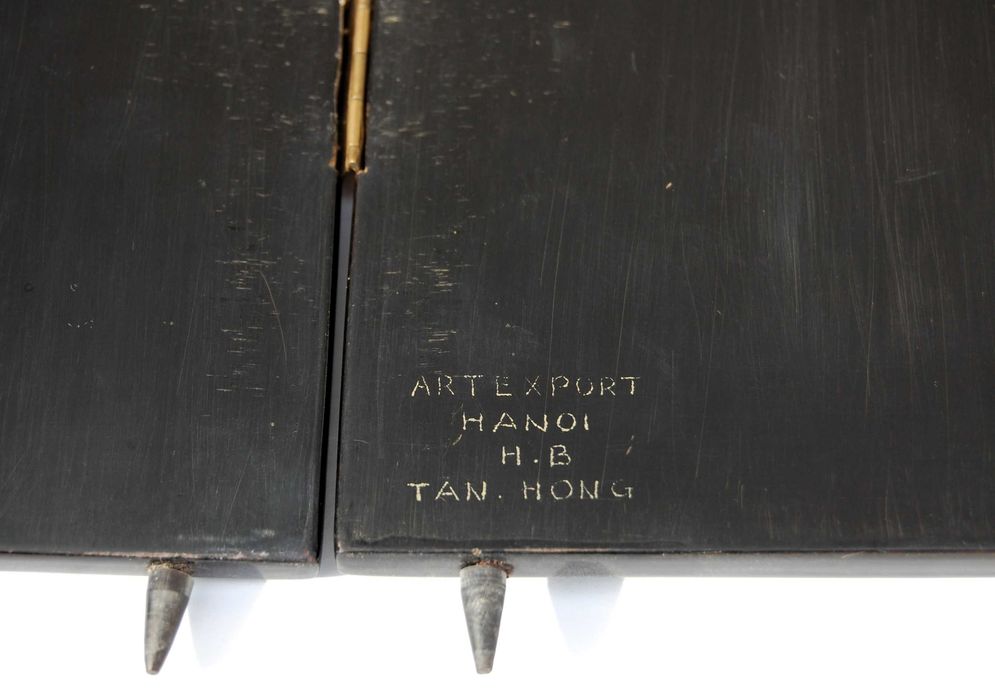 ARTEXPORT
HANOI
H.B
TAN. HONG